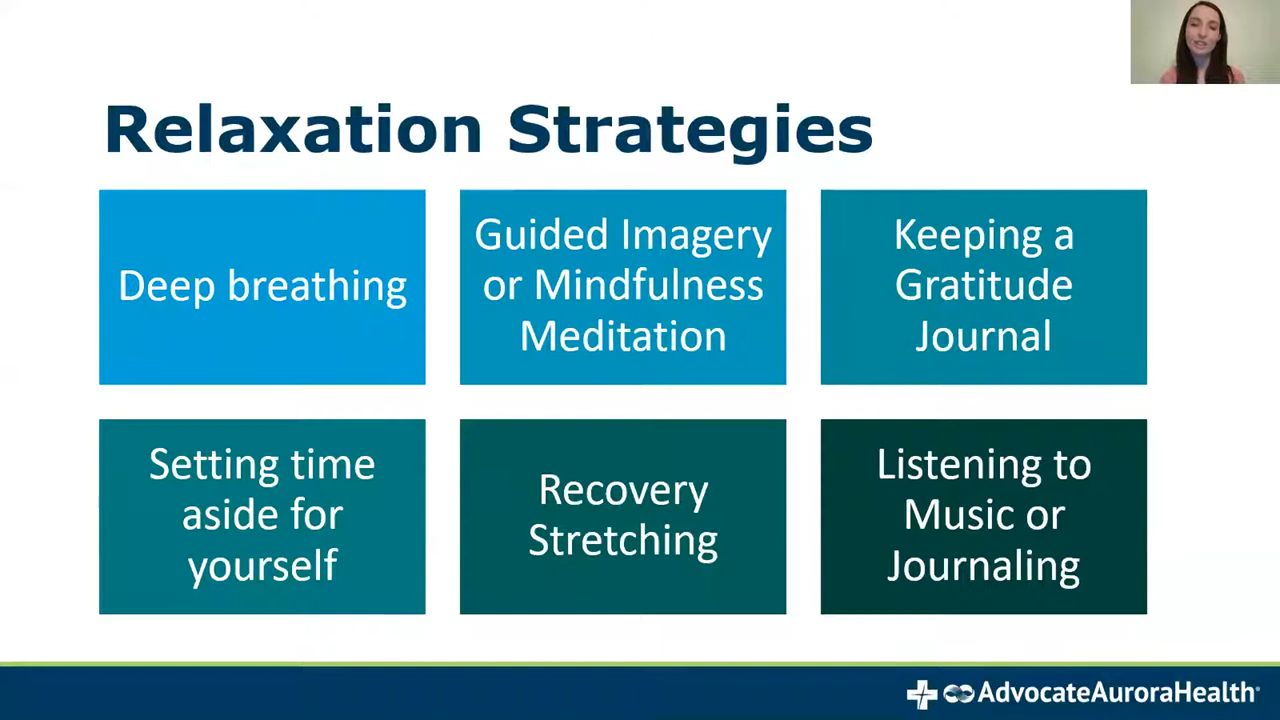 Relaxation Strategies
Deep breathing
Guided Imagery
or Mindfulness
Meditation
Keeping a
Gratitude
Journal
Setting time
aside for
yourself
Recovery
Stretching
Listening to
Music or
Journaling
AdvocateAuroraHealth®